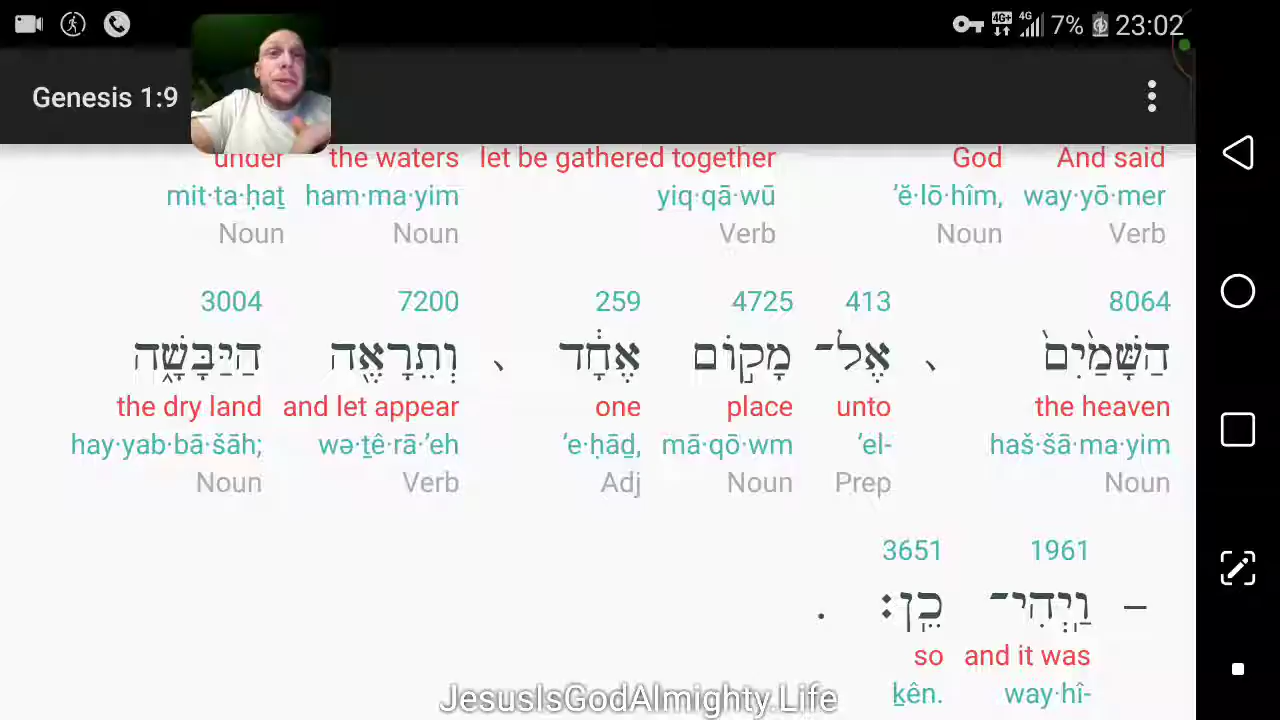 7% 23:02
Genesis 1:9
And said God let be gathered together the waters under
way·yō·mer ’ĕ·lō·hîm, yiq·qā·wū ham·ma·yim mit·ta·ḥaṯ
Verb Noun Verb Noun Noun
8064 413 4725 259 7200 3004
הַשָּׁמַ֙יִם֙ 、 אֶל־ מָק֣וֹם אֶחָ֔ד 、 וְתֵרָאֶ֖ה הַיַּבָּשָׁ֑ה
the heaven unto place one and let appear the dry land
haš·šā·ma·yim ’el- mā·qō·wm ’e·ḥāḏ, wə·ṯê·rā·’eh hay·yab·bā·šāh;
Noun Prep Noun Adj Verb Noun
1961 3651
– וַֽיְהִי־ כֵֽן׃ .
and it was so
way·hî- ḵên.
JesusIsGodAlmighty.Life